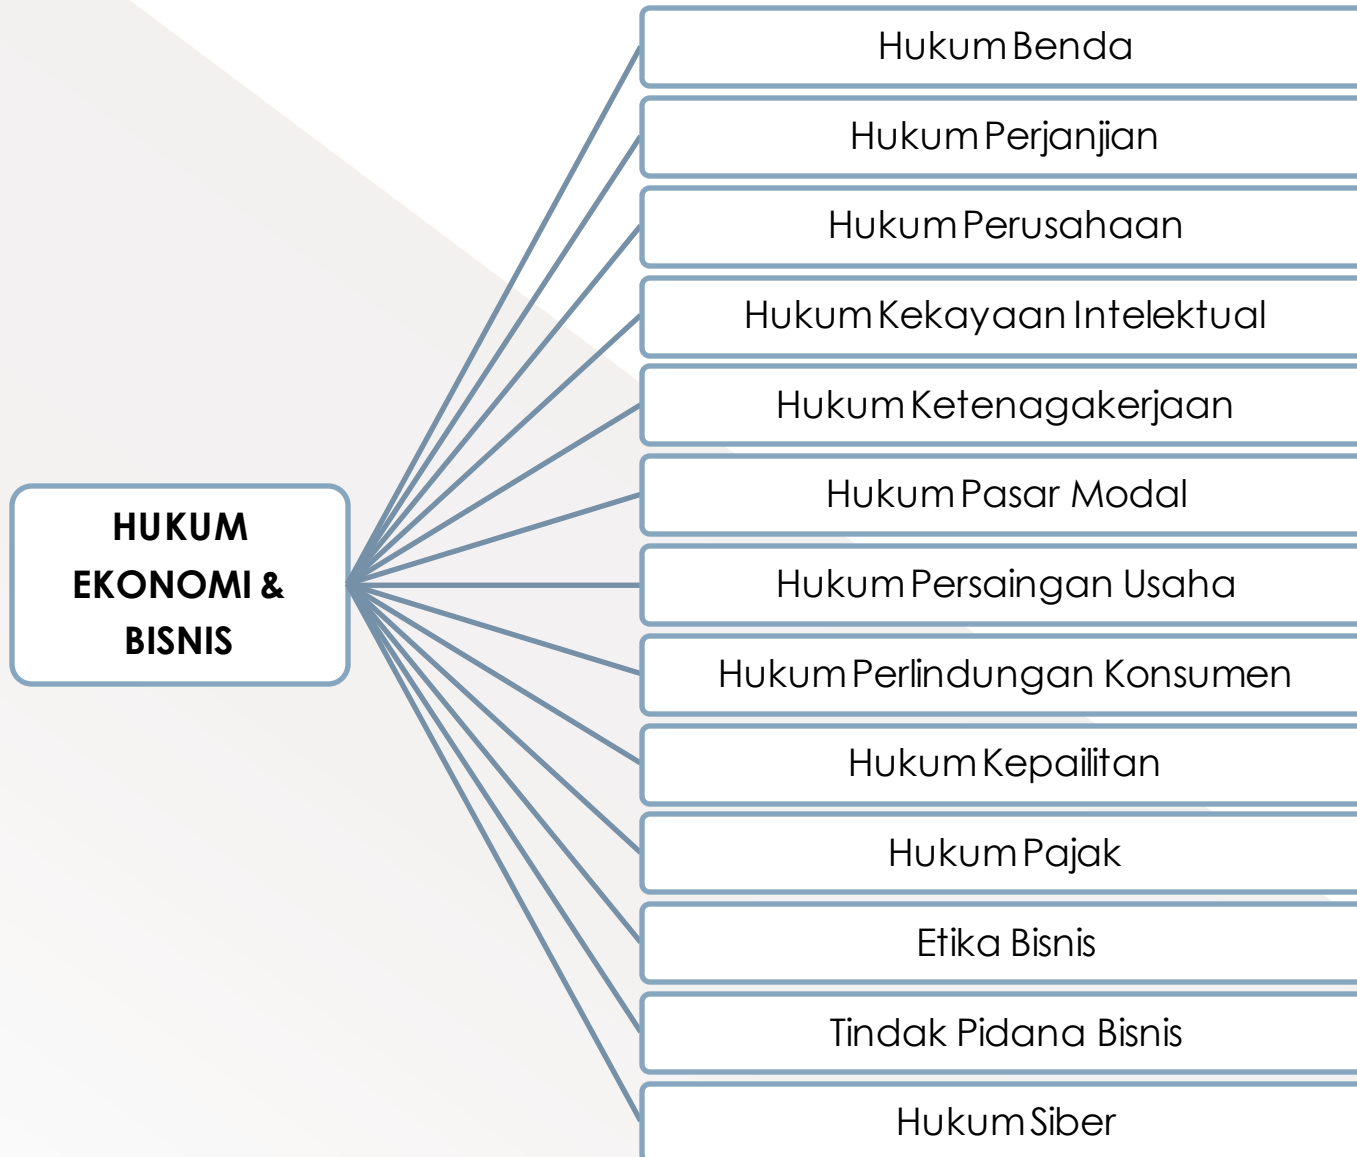 Hukum Benda
Hukum Perjanjian
Hukum Perusahaan
Hukum Kekayaan Intelektual
Hukum Ketenagakerjaan
Hukum Pasar Modal
HUKUM
EKONOMI &
BISNIS
Hukum Persaingan Usaha
Hukum Perlindungan Konsumen
Hukum Kepailitan
Hukum Pajak
Etika Bisnis
Tindak Pidana Bisnis
Hukum Siber